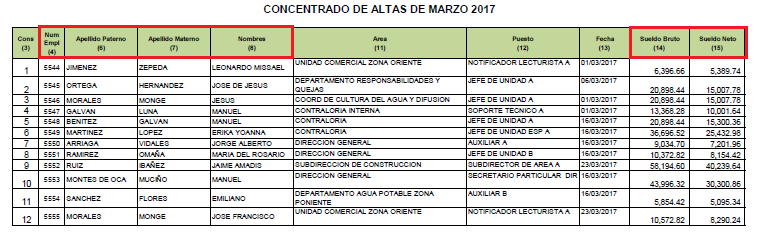 CONCENTRADO DE ALTAS DE MARZO 2017
Cons (3) Num Empl (4) Apellido Paterno (6) Apellido Materno (7) Nombres (8) Area (11) Puesto (12) Fecha (13) Sueldo Bruto (14) Sueldo Neto (15)
1 5544 JIMENEZ ZEPEDA LEONARDO MISSAEL UNIDAD COMERCIAL ZONA ORIENTE NOTIFICADOR LECTURISTA A 01/03/2017 6,396.66 5,389.74
2 5545 ORTEGA HERNANDEZ JOSE DE JESUS DEPARTAMENTO RESPONSABILIDADES Y QUEJAS JEFE DE UNIDAD A 06/03/2017 20,898.44 15,007.78
3 5546 MORALES MONGE JESUS COORD DE CULTURA DEL AGUA Y DIFUSION JEFE DE UNIDAD A 01/03/2017 20,898.44 15,007.78
4 5547 GALVAN LUNA MANUEL CONTRALORIA INTERNA SOPORTE TECNICO A 01/03/2017 13,368.28 10,001.54
5 5548 BENITEZ GALVAN MANUEL CONTRALORIA JEFE DE UNIDAD A 16/03/2017 20,898.44 15,300.36
6 5549 MARTINEZ LOPEZ ERIKA YOANNA CONTRALORIA JEFE DE UNIDAD ESP A 16/03/2017 36,696.52 25,432.98
7 5550 ARRIAGA VIDALES JORGE ALBERTO DIRECCION GENERAL AUXILIAR A 16/03/2017 9,034.70 7,201.96
8 5551 RAMIREZ OMAÑA MARIA DEL ROSARIO DIRECCION GENERAL JEFE DE UNIDAD B 16/03/2017 10,372.82 8,154.42
9 5552 RUIZ IBAÑEZ JAIME AMADIS SUBDIRECCION DE CONSTRUCCION SUBDIRECTOR DE AREA A 23/03/2017 58,194.60 40,239.64
10 5553 MONTES DE OCA MUCIÑO MANUEL DIRECCION GENERAL SECRETARIO PARTICULAR DIR 16/03/2017 43,996.32 30,300.86
11 5554 SANCHEZ FLORES EMILIANO DEPARTAMENTO AGUA POTABLE ZONA PONIENTE AUXILIAR B 16/03/2017 5,854.42 5,095.34
12 5555 MORALES MONGE JOSE FRANCISCO UNIDAD COMERCIAL ZONA ORIENTE NOTIFICADOR LECTURISTA A 23/03/2017 10,572.82 8,290.24